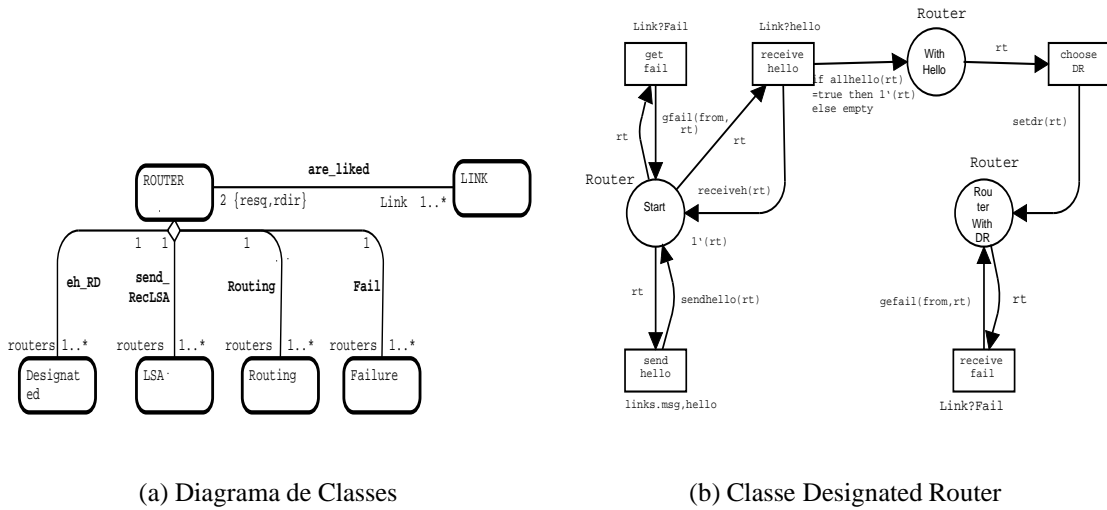 are_liked
ROUTER
LINK
2 {resq,rdir}
Link 1..*
1
1
1
1
eh_RD
send_
RecLSA
Routing
Fail
routers 1..*
routers 1..*
routers 1..*
routers 1..*
Designat
ed
LSA
Routing
Failure
(a) Diagrama de Classes
Link?Fail
get
fail
Link?hello
receive
hello
Router
With
Hello
rt
choose
DR
if allhello(rt)
=true then l'(rt)
else empty
gfail(from,
rt)
rt
rt
setdr(rt)
Router
Start
receiveh(rt)
l'(rt)
Router
Rou
ter
With
DR
rt
sendhello(rt)
gefail(from,rt)
rt
send
hello
links.msg,hello
receive
fail
Link?Fail
(b) Classe Designated Router